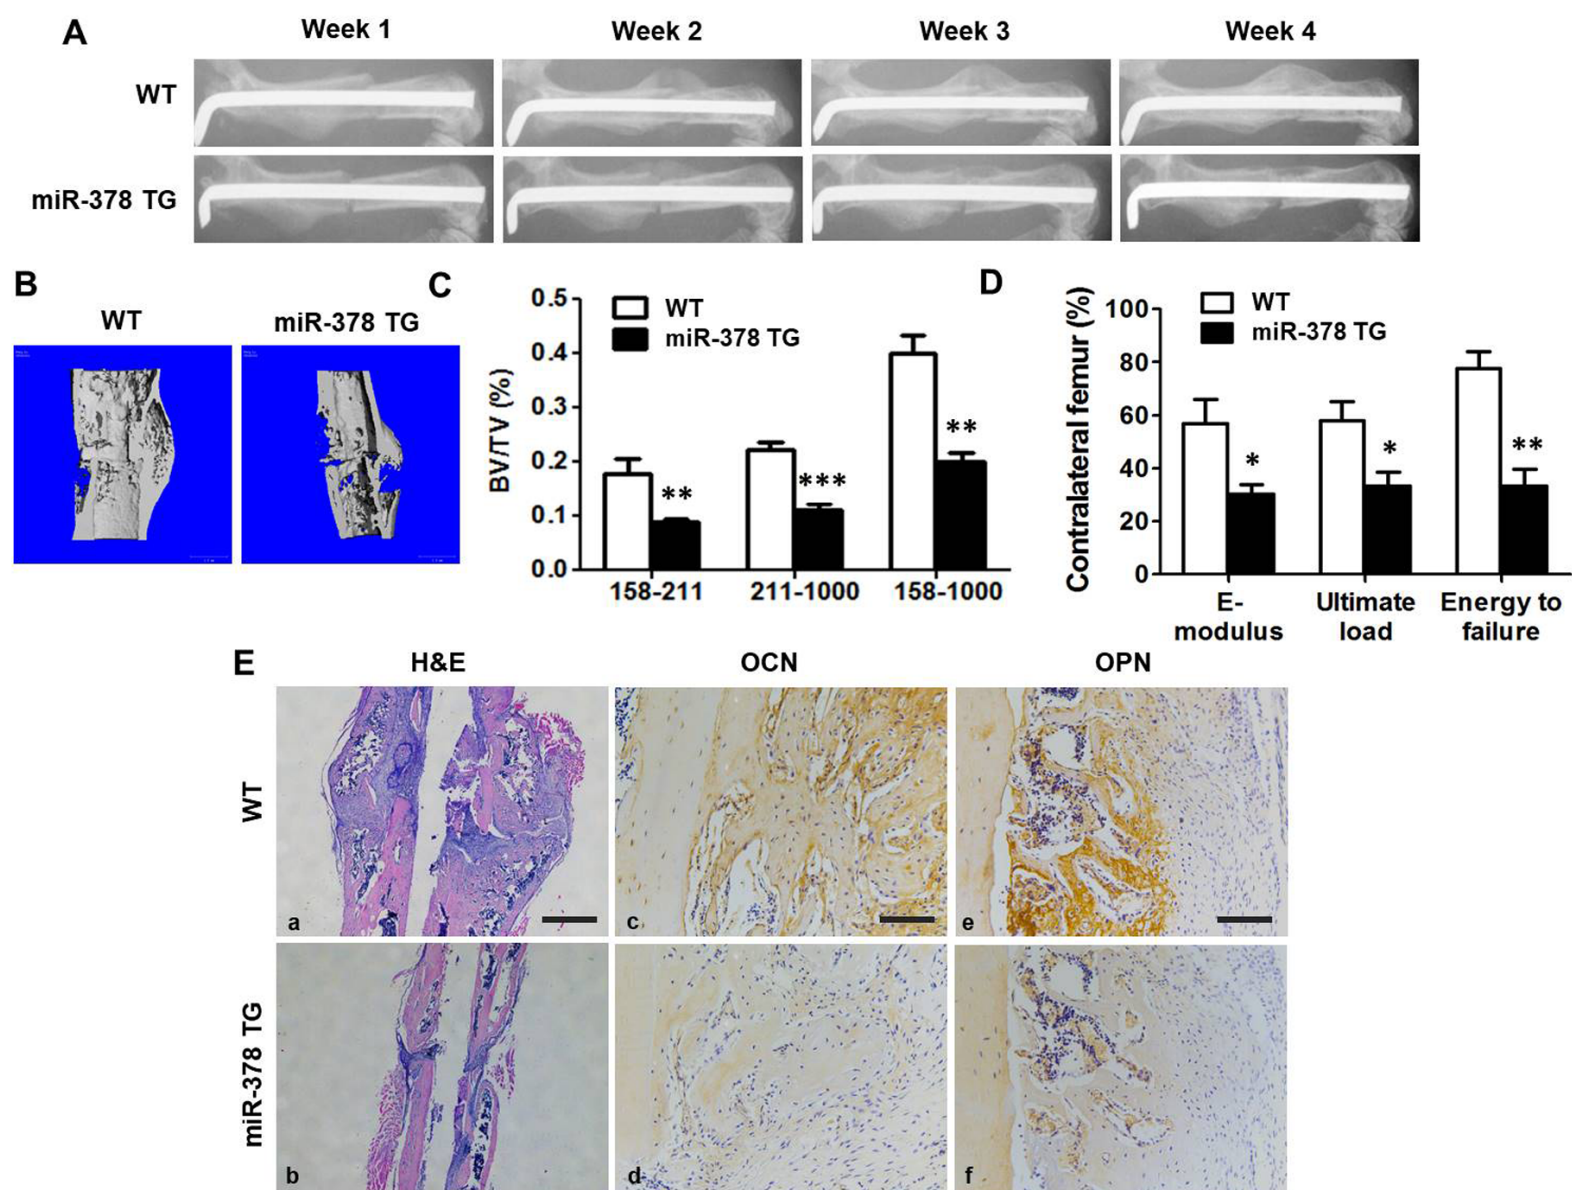 A
Week 1
Week 2
Week 3
Week 4
WT
miR-378 TG
B
WT
miR-378 TG
C
BV/TV (%)
0.5
0.4
0.3
0.2
0.1
0.0
WT
miR-378 TG
**
***
**
158-211
211-1000
158-1000
D
Contralateral femur (%)
100
80
60
40
20
0
WT
miR-378 TG
*
*
**
E-
modulus
Ultimate
load
Energy to
failure
E
H&E
OCN
OPN
WT
a
c
e
miR-378 TG
b
d
f